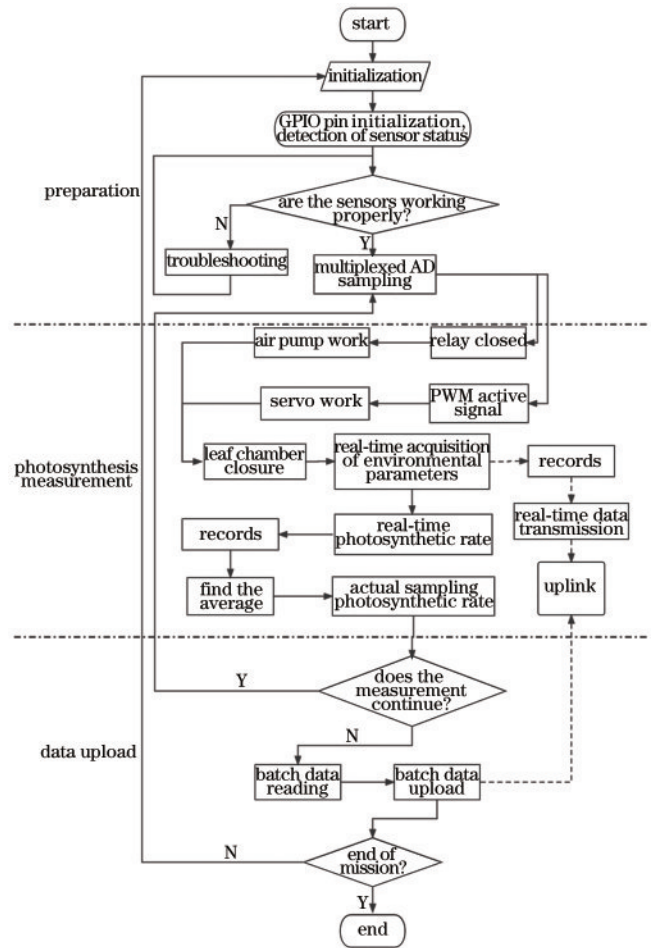 start
initialization
GPIO pin initialization,
detection of sensor status
preparation
are the sensors working
properly?
N
Y
troubleshooting
multiplexed AD
sampling
air pump work
relay closed
servo work
PWM active
signal
photosynthesis
measurement
leaf chamber
closure
real-time acquisition
of environmental
parameters
records
real-time data
transmission
records
real-time
photosynthetic rate
find the
average
actual sampling
photosynthetic rate
uplink
does the
measurement
continue?
Y
N
data upload
batch data
reading
batch data
upload
N
end of
mission?
Y
end